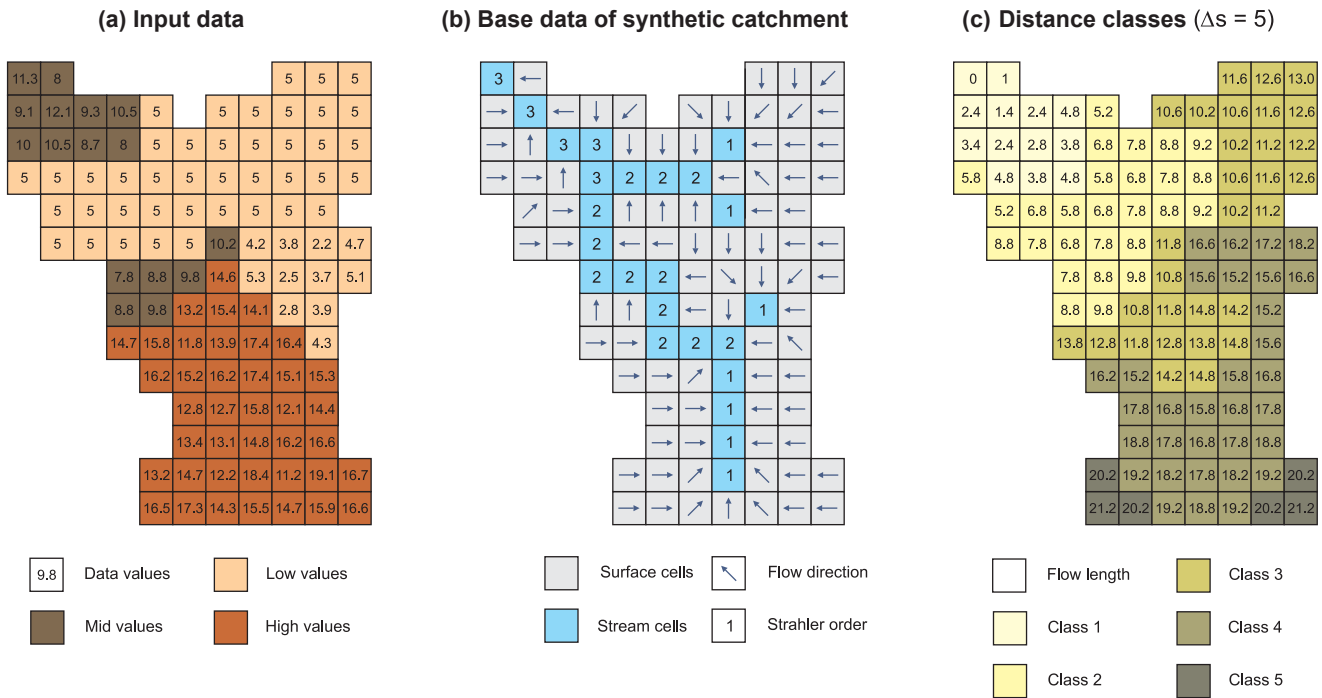 (a) Input data
11.3 8 5 5 5
9.1 12.1 9.3 10.5 5 5 5 5 5 5
10 10.5 8.7 8 5 5 5 5 5 5 5
5 5 5 5 5 5 5 5 5 5 5
5 5 5 5 5 5 5 5 5
5 5 5 5 5 10.2 4.2 3.8 2.2 4.7
7.8 8.8 9.8 14.6 5.3 2.5 3.7 5.1
8.8 9.8 13.2 15.4 14.1 2.8 3.9
14.7 15.8 11.8 13.9 17.4 16.4 4.3
16.2 15.2 16.2 17.4 15.1 15.3
12.8 12.7 15.8 12.1 14.4
13.4 13.1 14.8 16.2 16.6
13.2 14.7 12.2 18.4 11.2 19.1 16.7
16.5 17.3 14.3 15.5 14.7 15.9 16.6
9.8 Data values
Low values
Mid values
High values
(b) Base data of synthetic catchment
3
3
3 3 1
3 2 2 2
2 1
2
2 2 2
2 1
2 2 2
1
1
1
1
Surface cells
Flow direction
Stream cells
1 Strahler order
(c) Distance classes (Δs = 5)
0 1 11.6 12.6 13.0
2.4 1.4 2.4 4.8 5.2 10.6 10.2 10.6 11.6 12.6
3.4 2.4 2.8 3.8 6.8 7.8 8.8 9.2 10.2 11.2 12.2
5.8 4.8 3.8 4.8 5.8 6.8 7.8 8.8 10.6 11.6 12.6
5.2 6.8 5.8 6.8 7.8 8.8 9.2 10.2 11.2
8.8 7.8 6.8 7.8 8.8 11.8 16.6 16.2 17.2 18.2
7.8 8.8 9.8 10.8 15.6 15.2 15.6 16.6
8.8 9.8 10.8 11.8 14.8 14.2 15.2
13.8 12.8 11.8 12.8 13.8 14.8 15.6
16.2 15.2 14.2 14.8 15.8 16.8
17.8 16.8 15.8 16.8 17.8
18.8 17.8 16.8 17.8 18.8
20.2 19.2 18.2 17.8 18.2 19.2 20.2
21.2 20.2 19.2 18.8 19.2 20.2 21.2
Flow length
Class 3
Class 1
Class 4
Class 2
Class 5